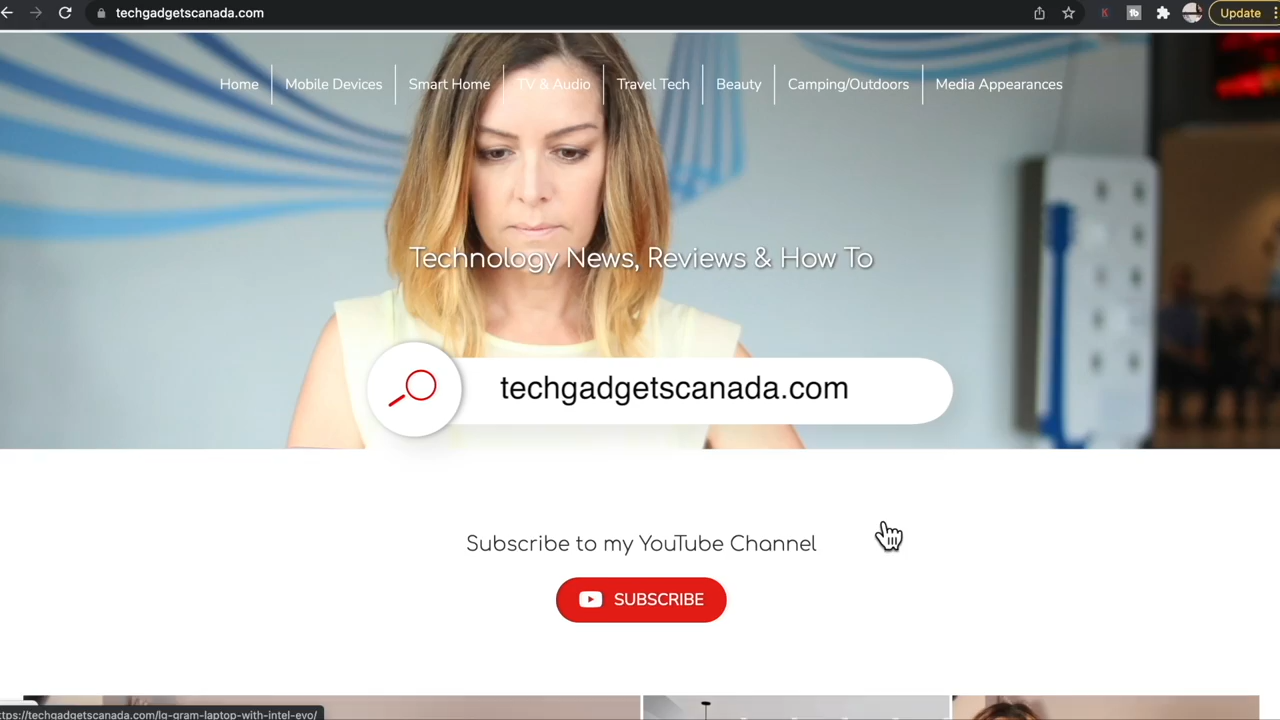 techgadgetscanada.com
Update
Home
Mobile Devices
Smart Home
TV & Audio
Travel Tech
Beauty
Camping/Outdoors
Media Appearances
Technology News, Reviews & How To
techgadgetscanada.com
Subscribe to my YouTube Channel
SUBSCRIBE
https://techgadgetscanada.com/lg-gram-laptop-with-intel-evo/